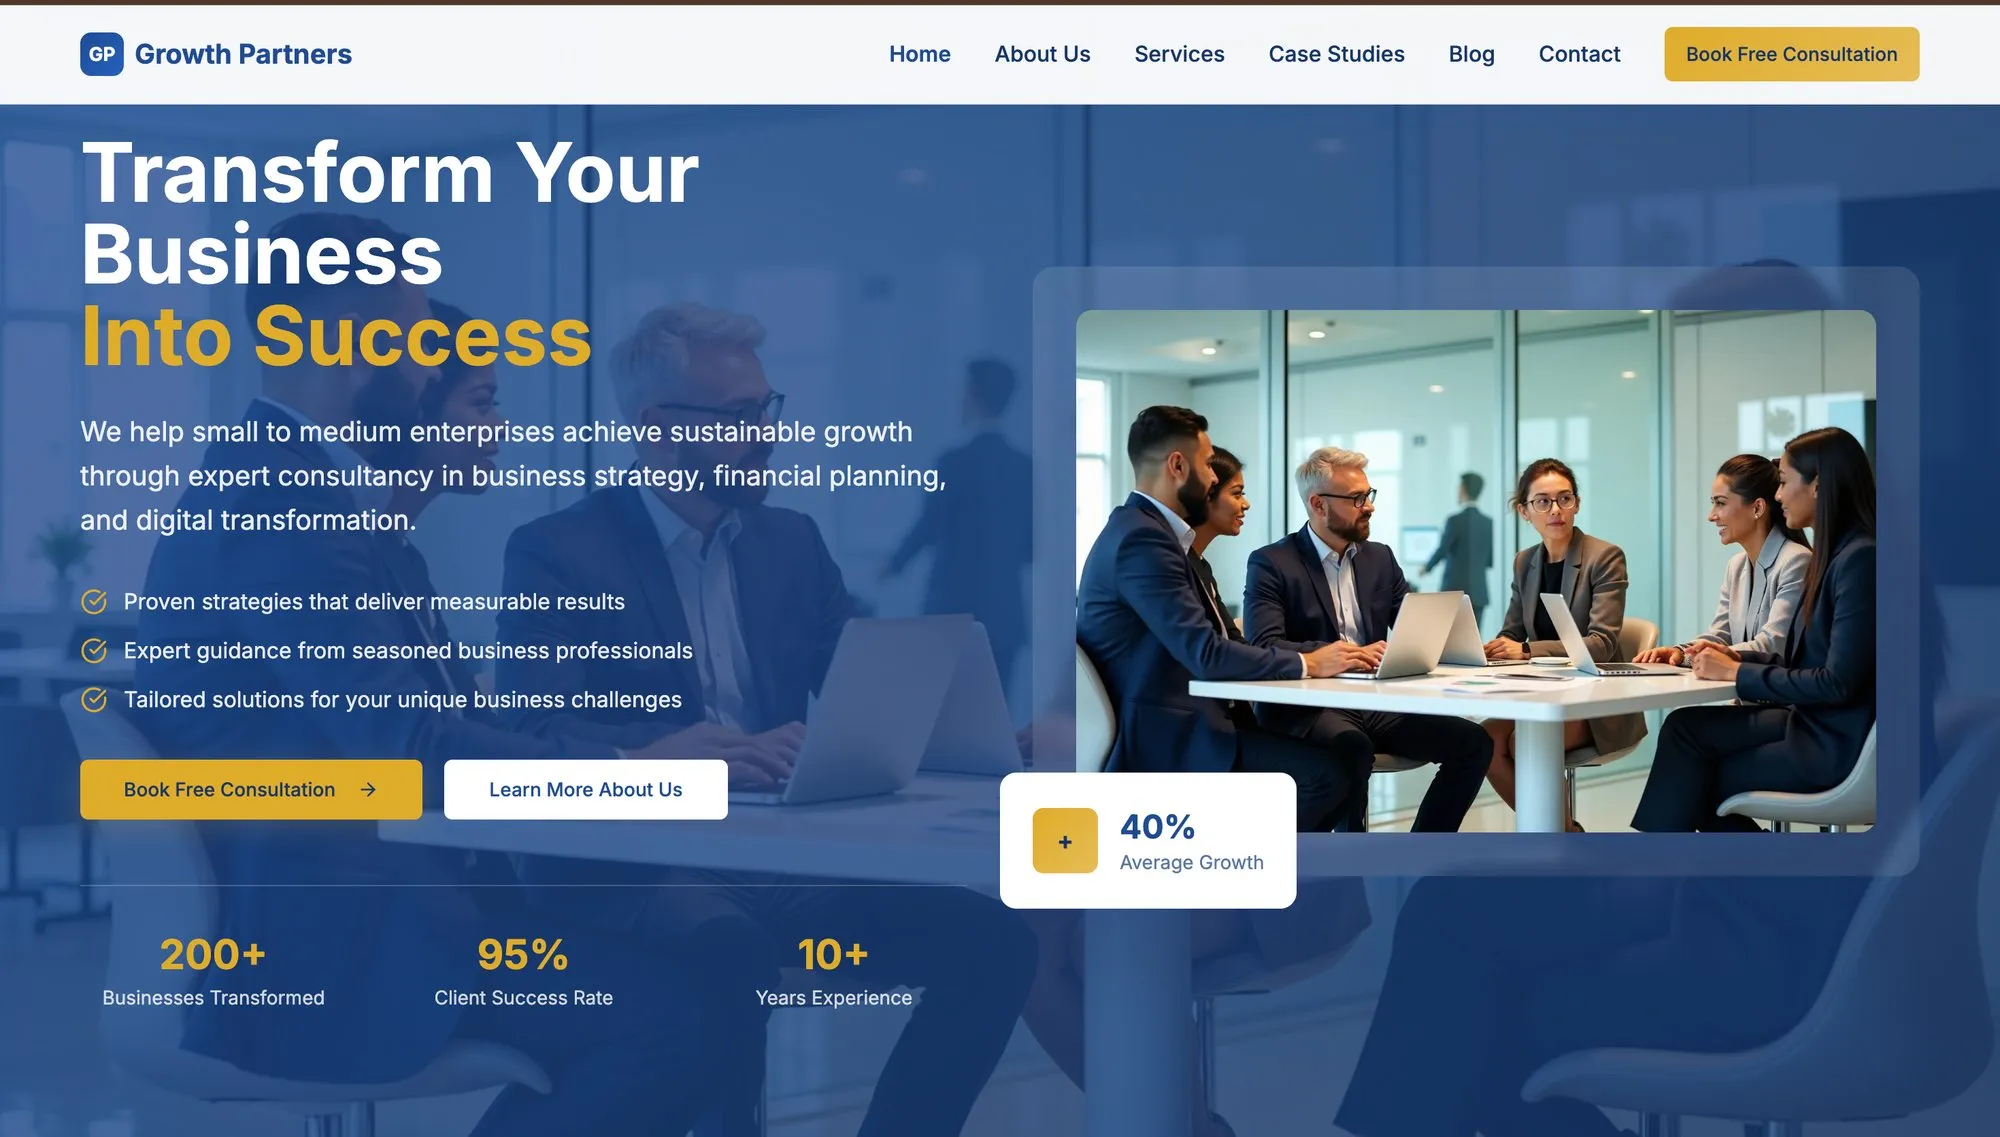 GP Growth Partners
Home About Us Services Case Studies Blog Contact Book Free Consultation
Transform Your
Business
Into Success
We help small to medium enterprises achieve sustainable growth
through expert consultancy in business strategy, financial planning,
and digital transformation.
Proven strategies that deliver measurable results
Expert guidance from seasoned business professionals
Tailored solutions for your unique business challenges
Book Free Consultation → Learn More About Us
+ 40%
Average Growth
200+ 95% 10+
Businesses Transformed Client Success Rate Years Experience